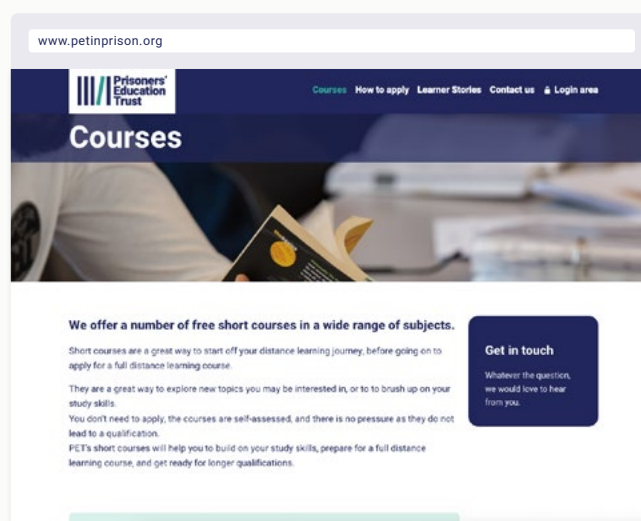 www.petinprison.org
Prisoners'
Education
Trust
Courses How to apply Learner Stories Contact us Login area
Courses
We offer a number of free short courses in a wide range of subjects.
Short courses are a great way to start off your distance learning journey, before going on to
apply for a full distance learning course.
They are a great way to explore new topics you may be interested in, or to to brush up on your
study skills.
You don't need to apply, the courses are self-assessed, and there is no pressure as they do not
lead to a qualification.
PET's short courses will help you to build on your study skills, prepare for a full distance
learning course, and get ready for longer qualifications.
Get in touch
Whatever the question,
we would love to hear
from you.